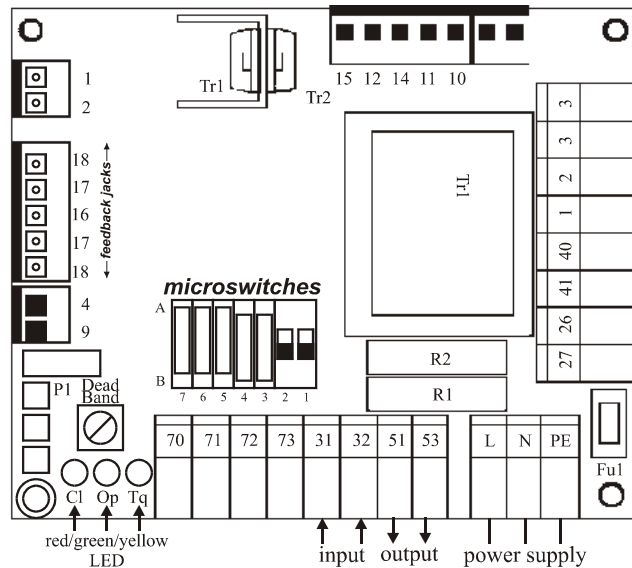 Tr1
Tr2
15 12 14 11 10
1
2
18
17
16
17
18
feedback jacks
4
9
3
3
2
1
40
41
26
27
Tr1
microswitches
A
B
7 6 5 4 3 2 1
R2
R1
P1
Dead
Band
70 71 72 73 31 32 51 53
L N PE
Fu1
Cl Op Tq
red/green/yellow
LED
input output
power supply